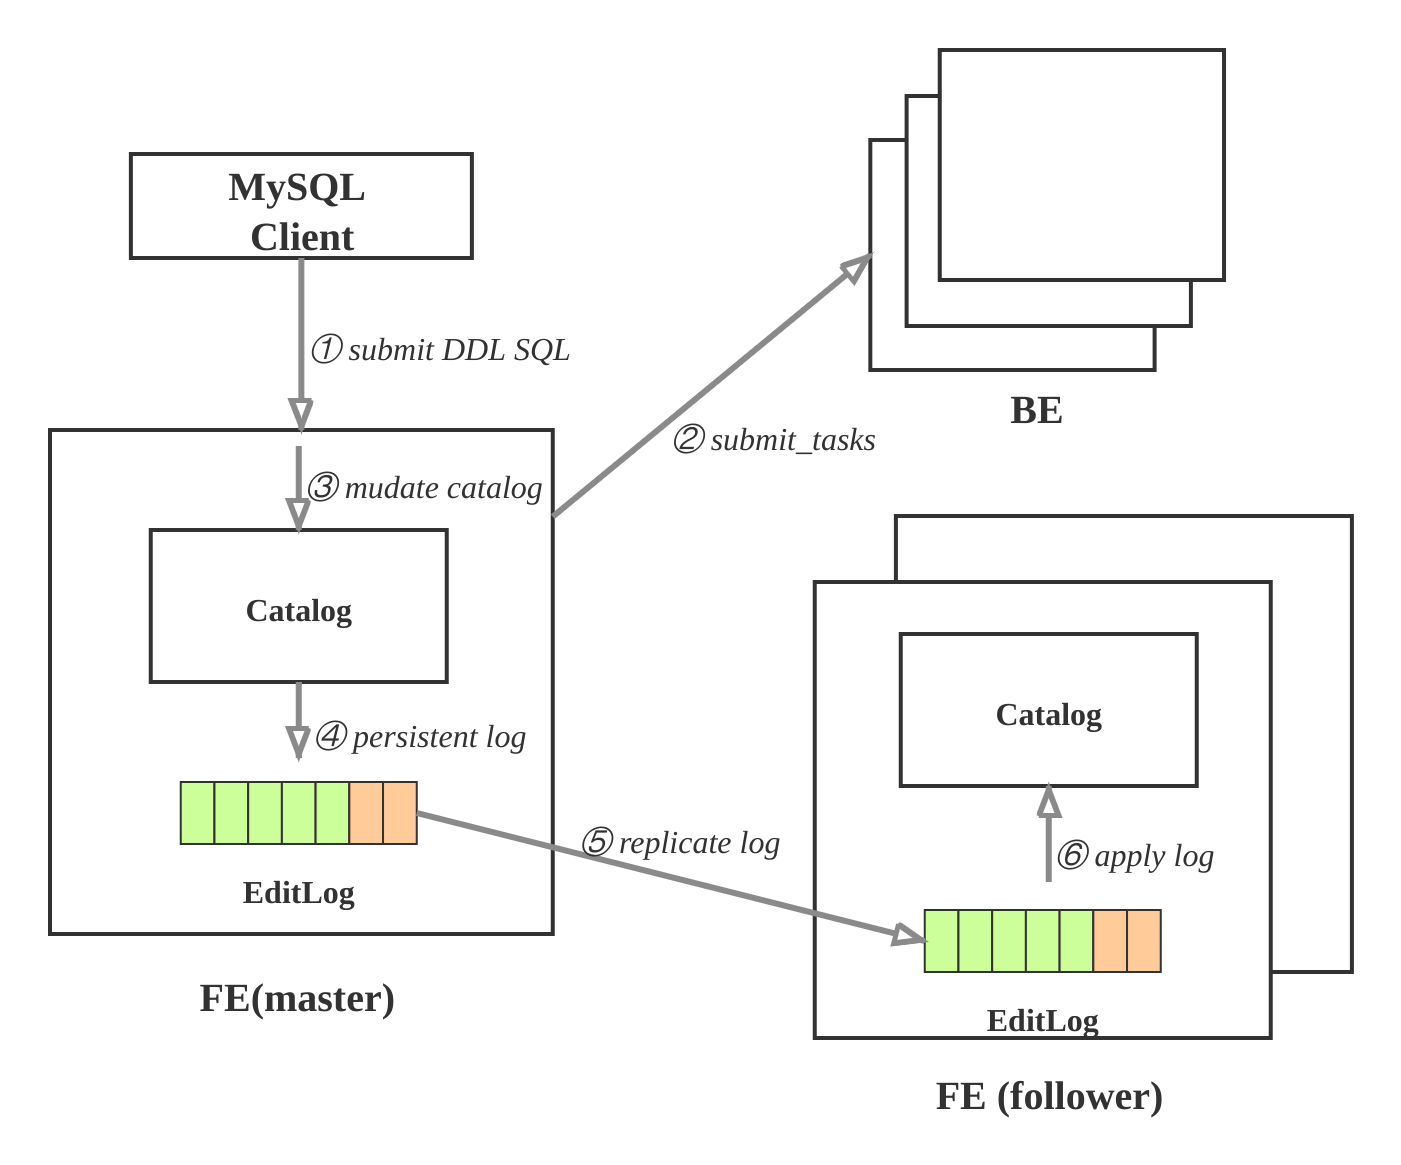 MySQL
Client
① submit DDL SQL
② submit_tasks
BE
③ mudate catalog
Catalog
④ persistent log
EditLog
FE(master)
⑤ replicate log
Catalog
⑥ apply log
EditLog
FE (follower)